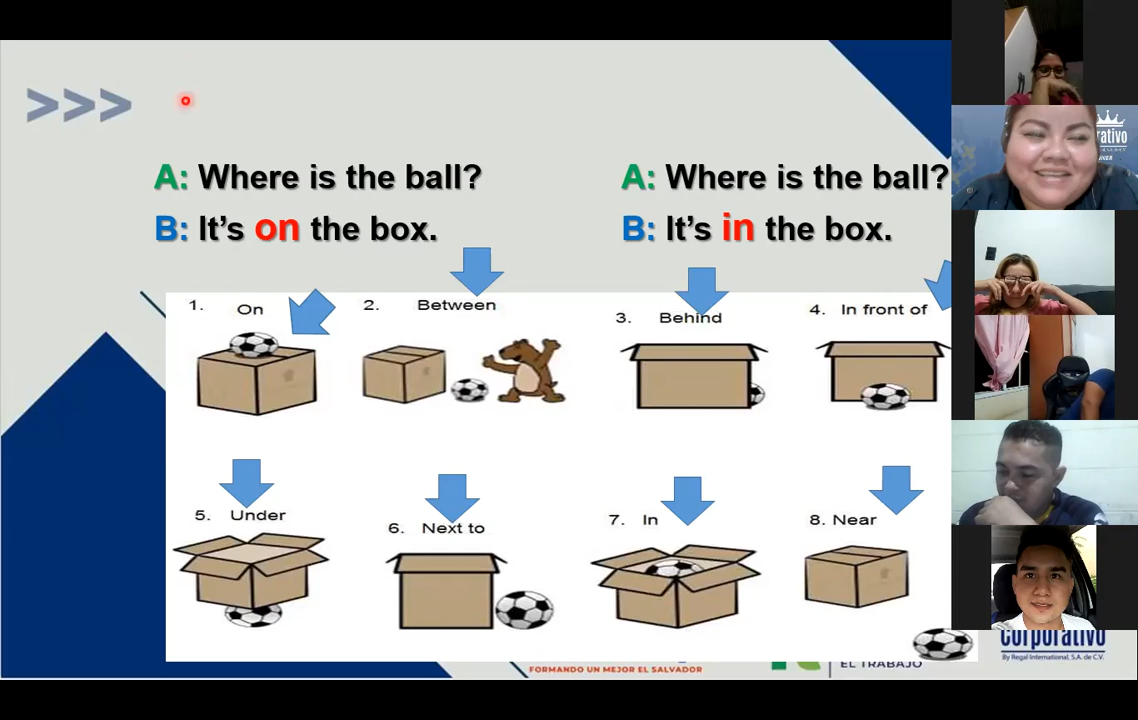 >>>
A: Where is the ball?
B: It's on the box.
A: Where is the ball?
B: It's in the box.
1. On
2. Between
3. Behind
4. In front of
5. Under
6. Next to
7. In
8. Near
FORMANDO UN MEJOR EL SALVADOR
EL TRABAJO
corporativo
By Regal International, S.A. de C.V.